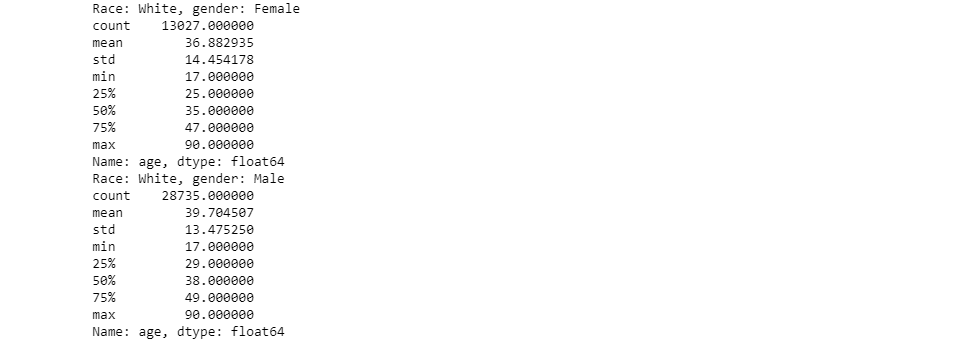 Race: White, gender: Female
count    13027.000000
mean        36.882935
std         14.454178
min         17.000000
25%         25.000000
50%         35.000000
75%         47.000000
max         90.000000
Name: age, dtype: float64
Race: White, gender: Male
count    28735.000000
mean        39.704507
std         13.475250
min         17.000000
25%         29.000000
50%         38.000000
75%         49.000000
max         90.000000
Name: age, dtype: float64